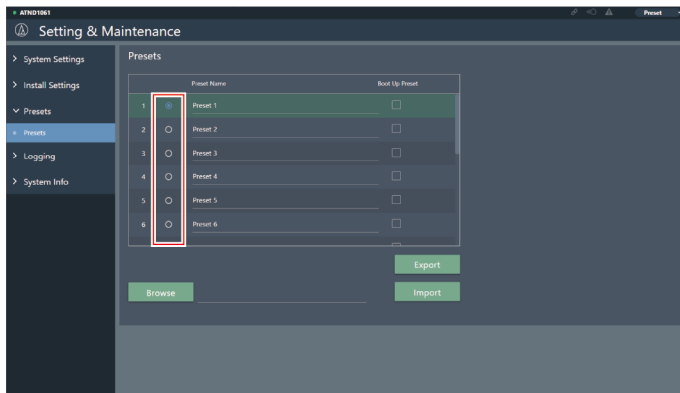 ATND1061
Preset
Setting & Maintenance
System Settings
Install Settings
Presets
Presets
Logging
System Info
Presets
Preset Name Boot Up Preset
1 Preset 1
2 Preset 2
3 Preset 3
4 Preset 4
5 Preset 5
6 Preset 6
Export
Browse
Import